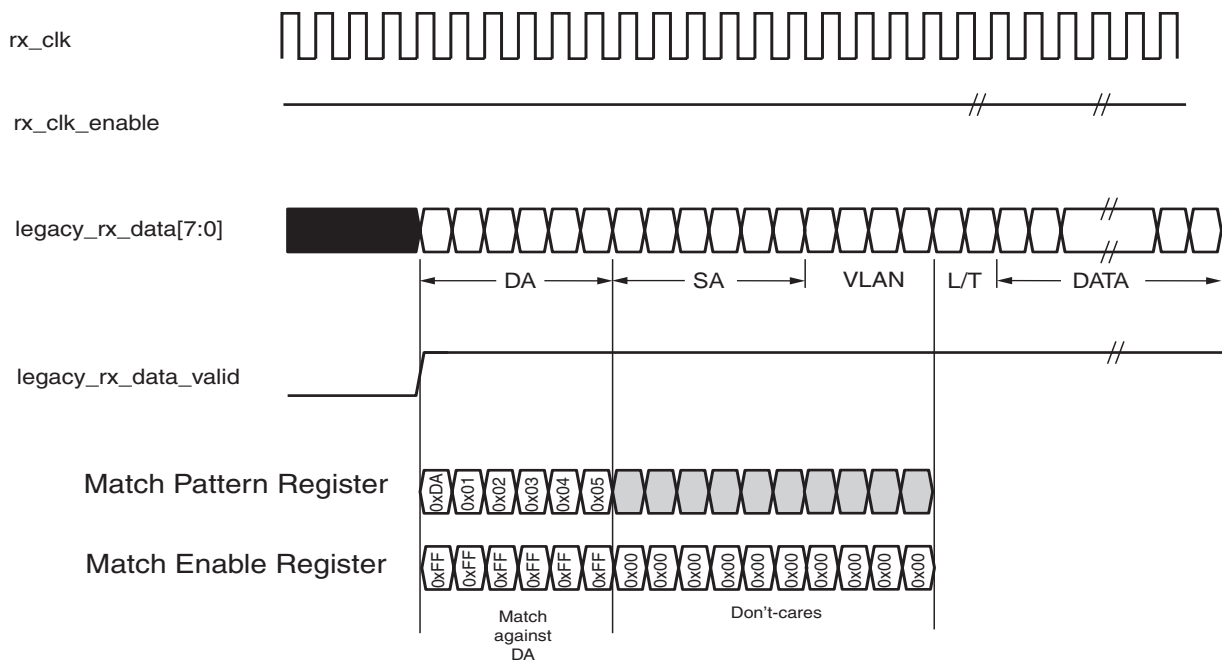 rx_clk
rx_clk_enable
legacy_rx_data[7:0]
DA SA VLAN L/T DATA
legacy_rx_data_valid
Match Pattern Register 0xDA 0x01 0x02 0x03 0x04 0x05
Match Enable Register 0xFF 0xFF 0xFF 0xFF 0xFF 0xFF 0x00 0x00 0x00 0x00 0x00 0x00 0x00 0x00 0x00 0x00
Match
against
DA
Don't-cares